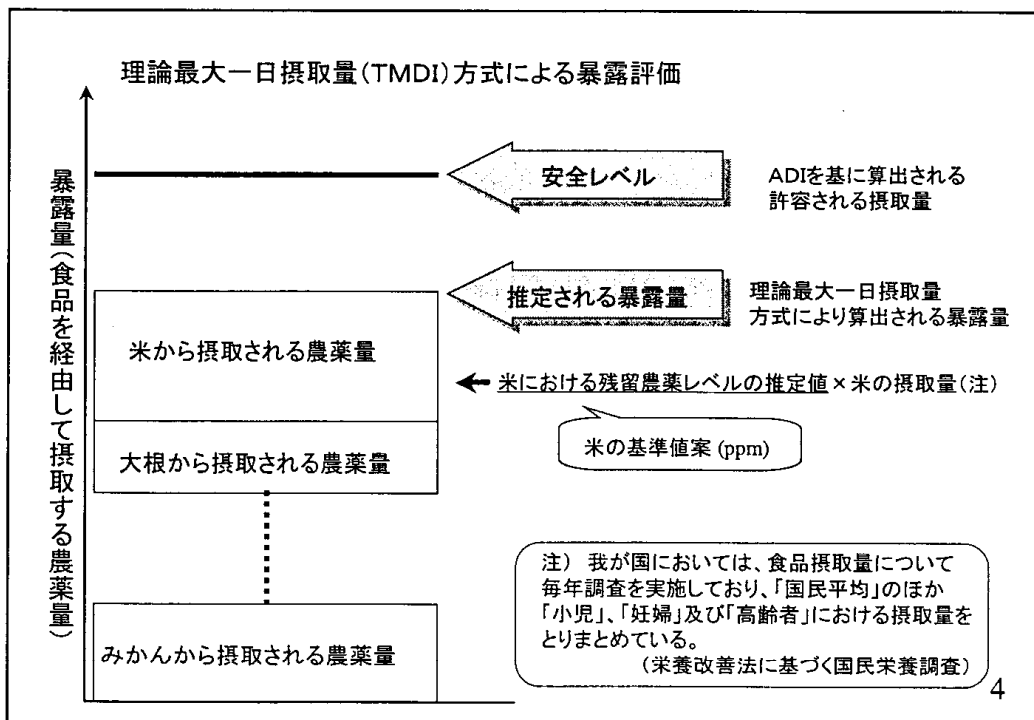 理論最大一日摂取量(TMDI)方式による暴露評価
暴露量(食品を経由して摂取する農薬量)
安全レベル
ADIを基に算出される
許容される摂取量
推定される暴露量
理論最大一日摂取量
方式により算出される暴露量
米から摂取される農薬量
米における残留農薬レベルの推定値×米の摂取量(注)
米の基準値案 (ppm)
大根から摂取される農薬量
みかんから摂取される農薬量
注) 我が国においては、食品摂取量について
毎年調査を実施しており、「国民平均」のほか
「小児」、「妊婦」及び「高齢者」における摂取量を
とりまとめている。
(栄養改善法に基づく国民栄養調査)
4